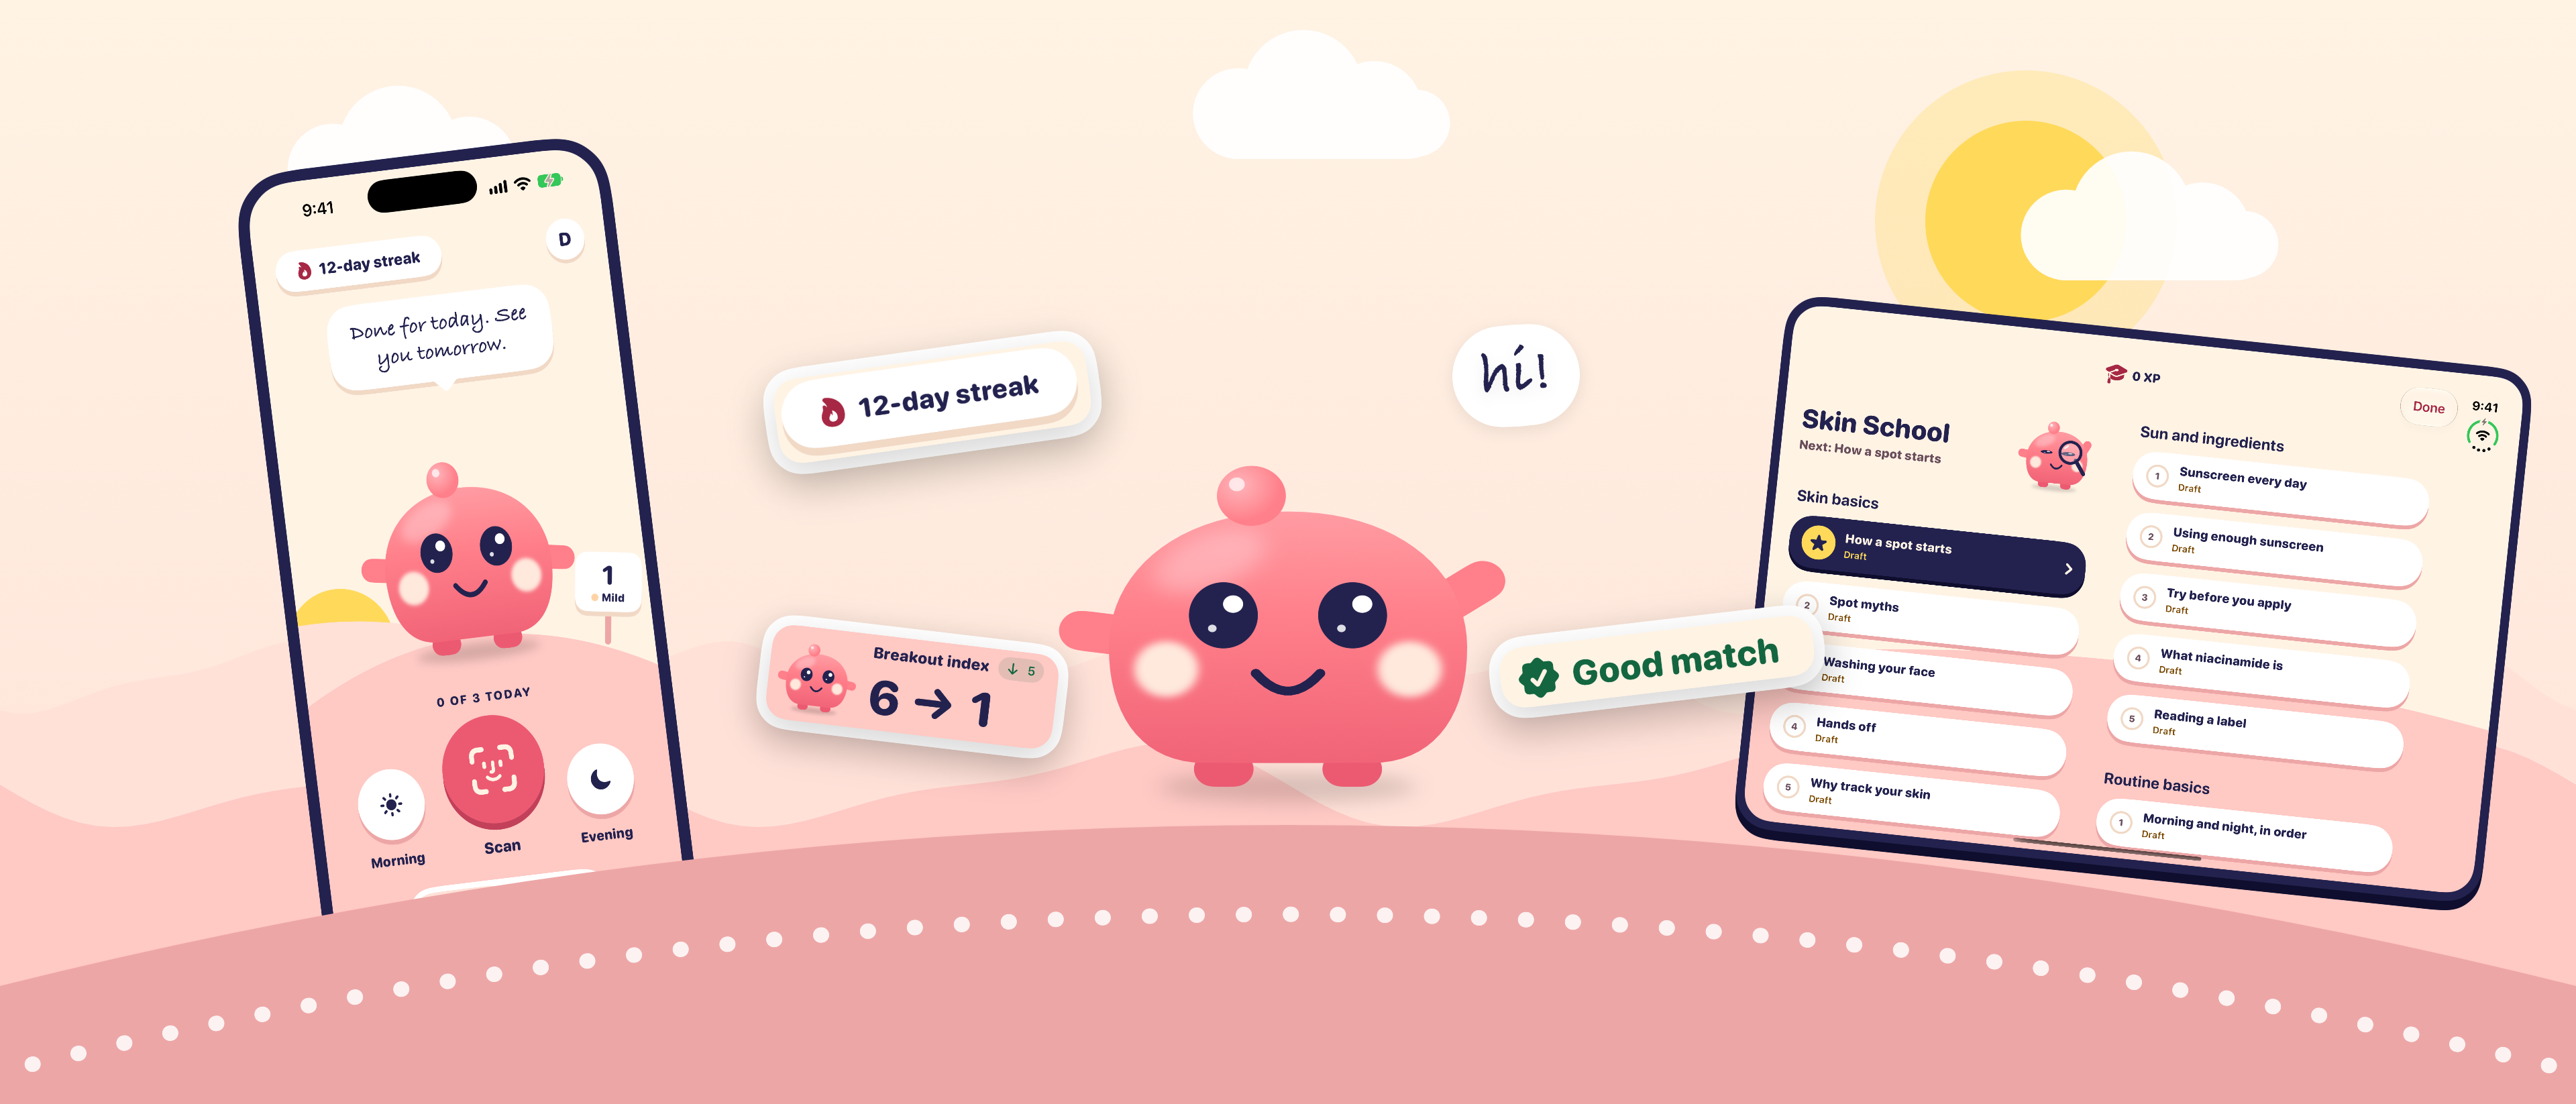 9:41
D
12-day streak
Done for today. See
you tomorrow.
1
Mild
0 OF 3 TODAY
Morning
Scan
Evening
12-day streak
Breakout index
5
6 → 1
hi!
Good match
0 XP
Done
9:41
Skin School
Next: How a spot starts
Skin basics
How a spot starts
Draft
2
Spot myths
Draft
Washing your face
Draft
4
Hands off
Draft
5
Why track your skin
Draft
Sun and ingredients
1
Sunscreen every day
Draft
2
Using enough sunscreen
Draft
3
Try before you apply
Draft
4
What niacinamide is
Draft
5
Reading a label
Draft
Routine basics
1
Morning and night, in order
Draft